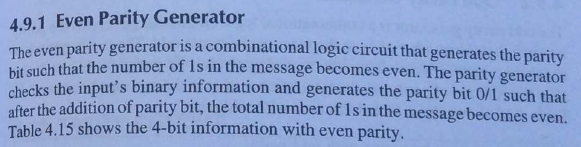 4.9.1 Even Parity Generator
The even parity generator is a combinational logic circuit that generates the parity
bit such that the number of 1s in the message becomes even. The parity generator
checks the input's binary information and generates the parity bit 0/1 such that
after the addition of parity bit, the total number of 1s in the message becomes even.
Table 4.15 shows the 4-bit information with even parity.